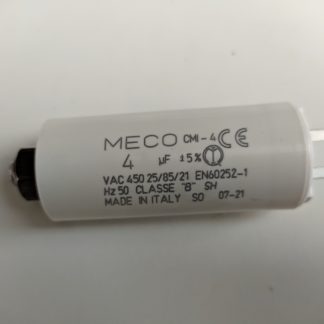 MECO CMI-4 CE
4 µF ±5%
VAC 450 25/85/21 EN60252-1
Hz 50 CLASSE "B" SH
MADE IN ITALY SO 07-21